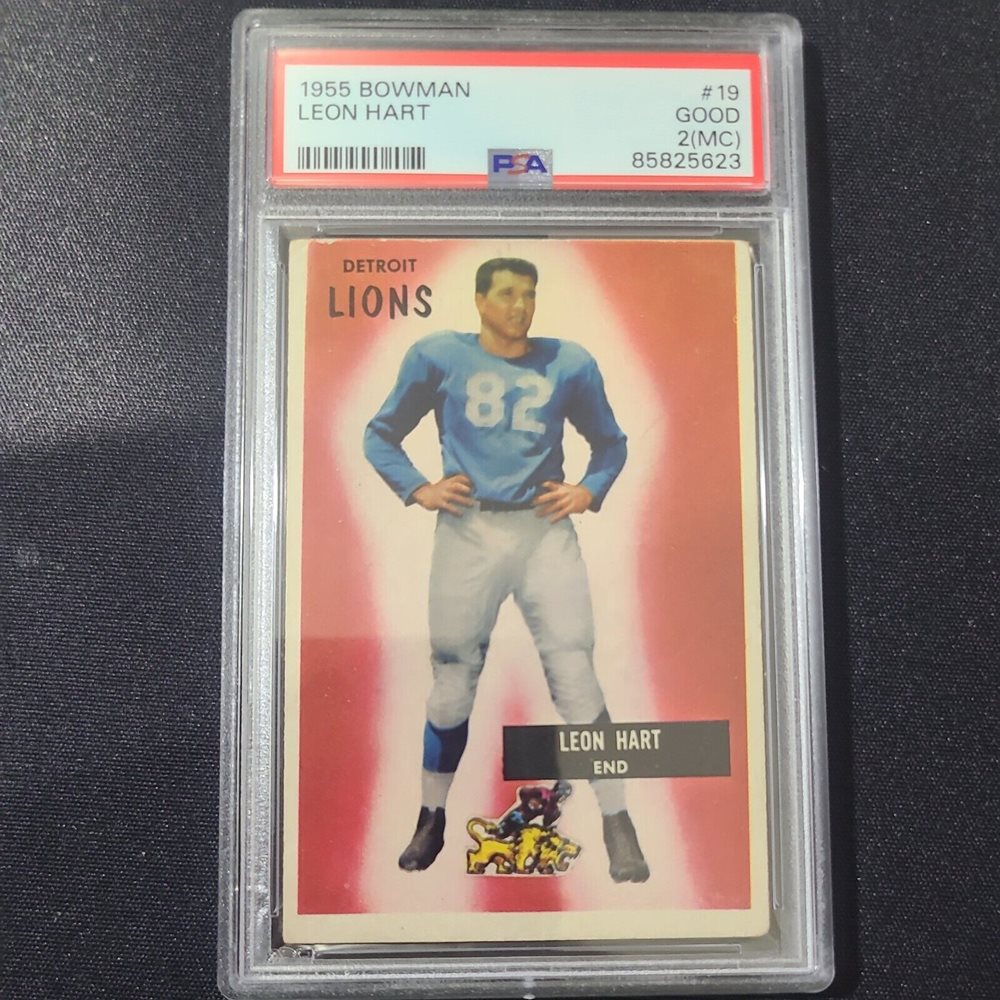 1955 BOWMAN #19
LEON HART GOOD
2(MC)
PSA 85825623
DETROIT
LIONS
82
LEON HART
END